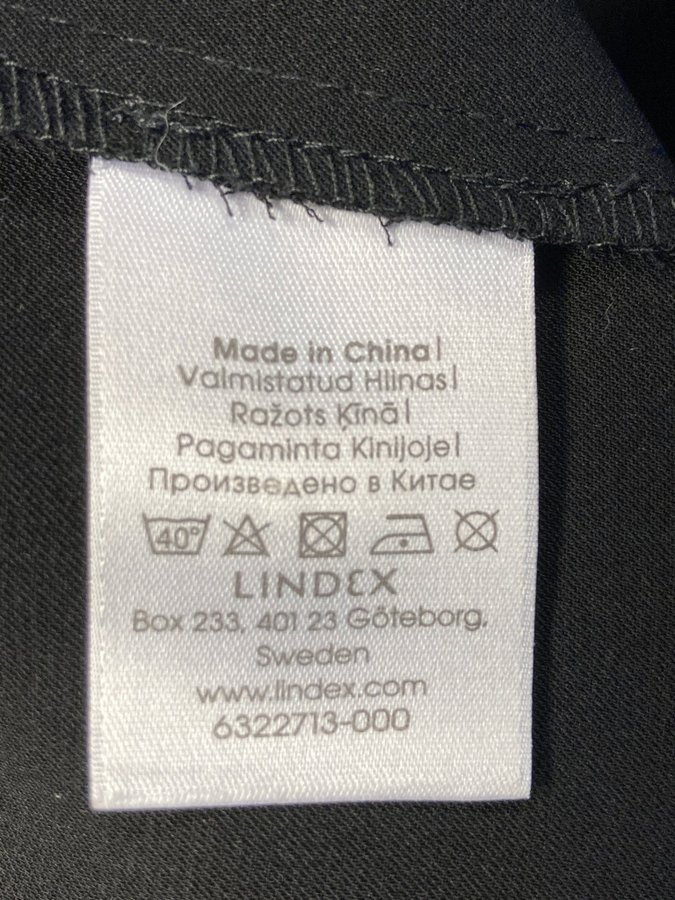 Made in China|
Valmistatud Hiinas|
Ražots Ķīnā|
Pagaminta Kinijoje|
Произведено в Китае
40°
LINDEX
Box 233, 401 23 Göteborg,
Sweden
www.lindex.com
6322713-000